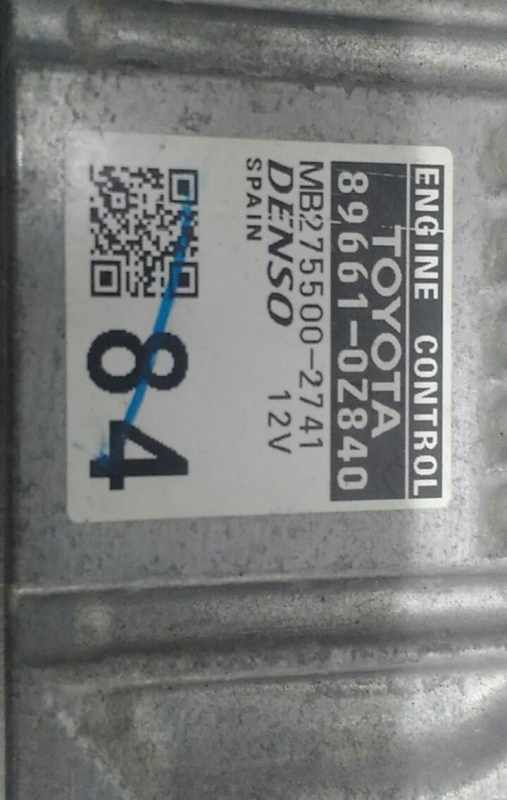 ENGINE CONTROL
TOYOTA
89661-0Z840
MB275500-2741
DENSO 12V
SPAIN
84